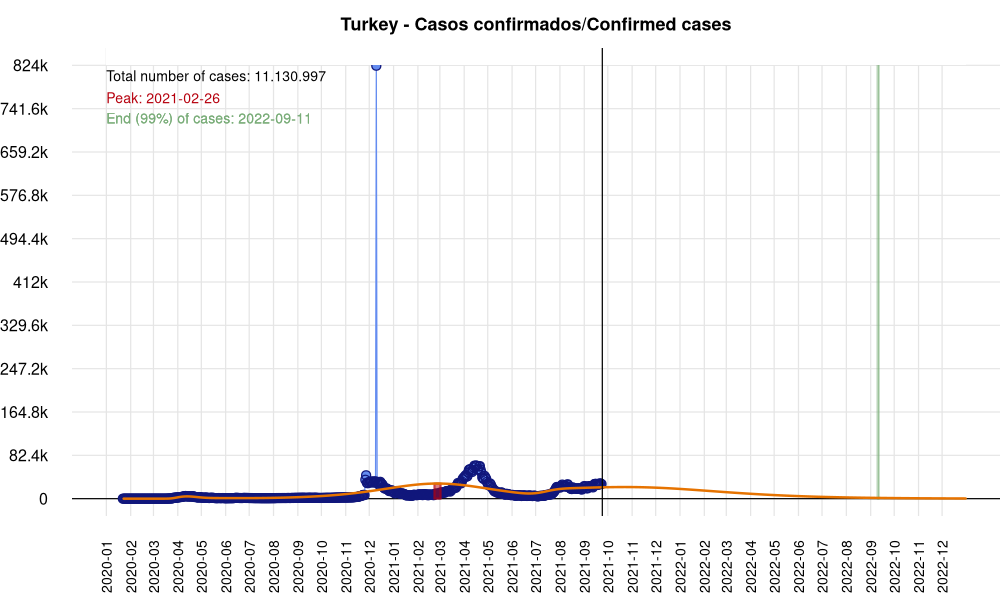 Turkey - Casos confirmados/Confirmed cases
824k
741.6k
659.2k
576.8k
494.4k
412k
329.6k
247.2k
164.8k
82.4k
0
Total number of cases: 11.130.997
Peak: 2021-02-26
End (99%) of cases: 2022-09-11
2020-01
2020-02
2020-03
2020-04
2020-05
2020-06
2020-07
2020-08
2020-09
2020-10
2020-11
2020-12
2021-01
2021-02
2021-03
2021-04
2021-05
2021-06
2021-07
2021-08
2021-09
2021-10
2021-11
2021-12
2022-01
2022-02
2022-03
2022-04
2022-05
2022-06
2022-07
2022-08
2022-09
2022-10
2022-11
2022-12